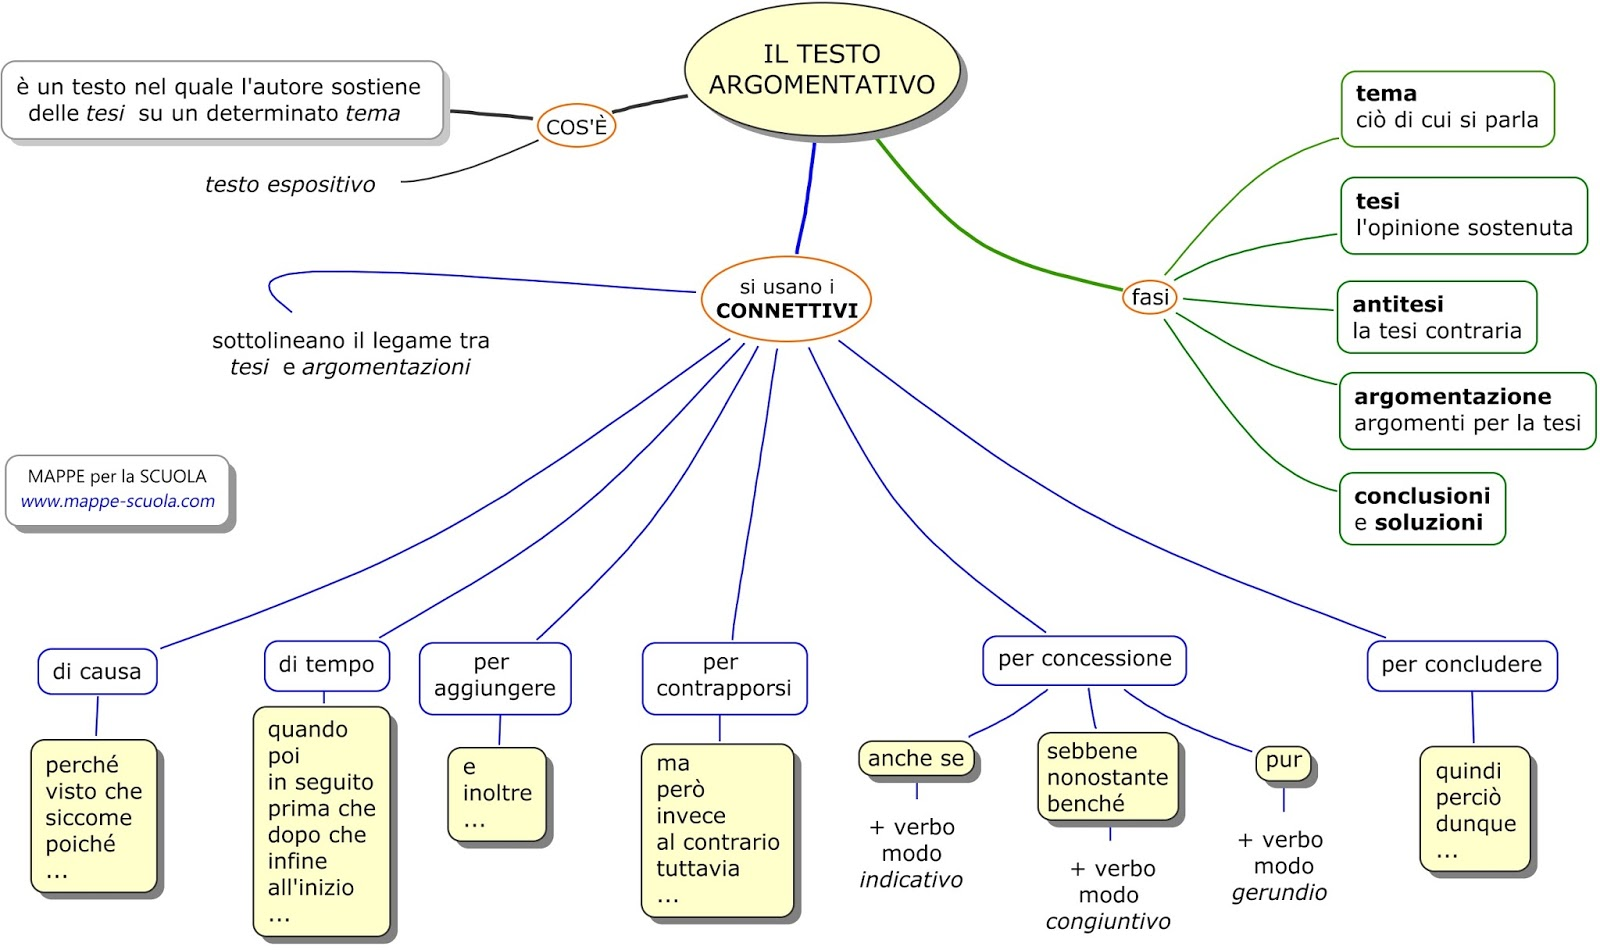 IL TESTO
ARGOMENTATIVO
COS'È
è un testo nel quale l'autore sostiene
delle tesi su un determinato tema
testo espositivo
fasi
tema
ciò di cui si parla
tesi
l'opinione sostenuta
antitesi
la tesi contraria
argomentazione
argomenti per la tesi
conclusioni
e soluzioni
si usano i
CONNETTIVI
sottolineano il legame tra
tesi e argomentazioni
MAPPE per la SCUOLA
www.mappe-scuola.com
di causa
perché
visto che
siccome
poiché
...
di tempo
quando
poi
in seguito
prima che
dopo che
infine
all'inizio
...
per
aggiungere
e
inoltre
...
per
contrapporsi
ma
però
invece
al contrario
tuttavia
...
per concessione
anche se
+ verbo
modo
indicativo
sebbene
nonostante
benché
+ verbo
modo
congiuntivo
pur
+ verbo
modo
gerundio
per concludere
quindi
perciò
dunque
...